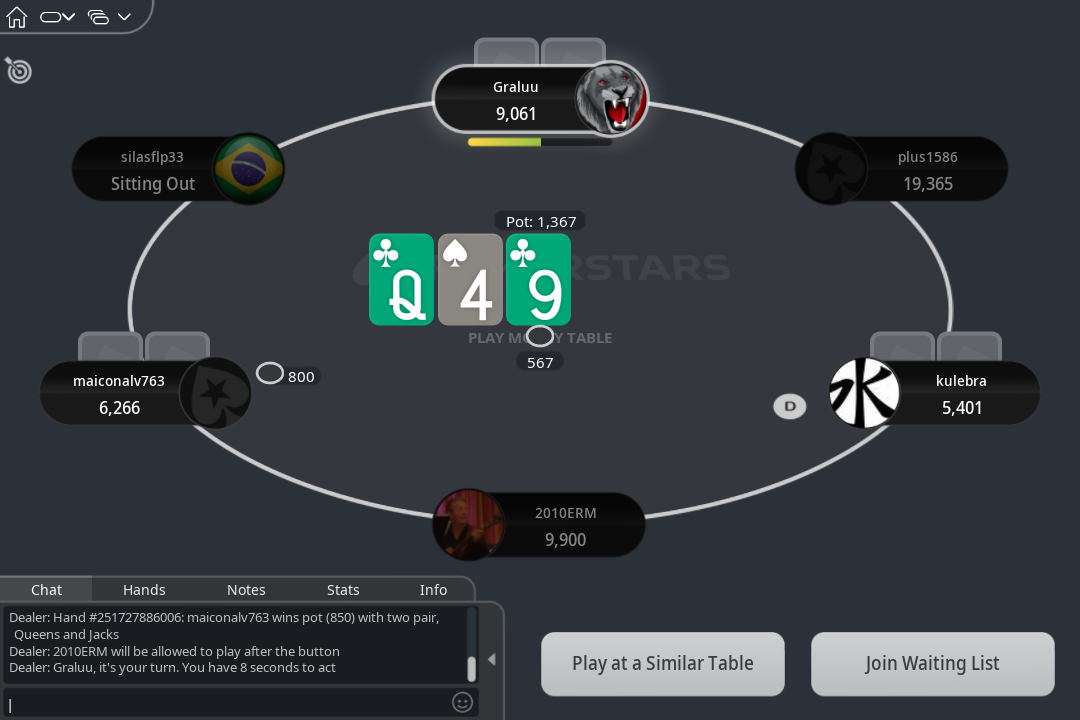 Graluu
9,061
silasflp33
Sitting Out
plus1586
19,365
Pot: 1,367
Q 4 9
RSTARS
PLAY MO Y TABLE
567
maiconalv763
6,266
800
D
kulebra
5,401
水
2010ERM
9,900
Chat Hands Notes Stats Info
Dealer: Hand #251727886006: maiconalv763 wins pot (850) with two pair,
Queens and Jacks
Dealer: 2010ERM will be allowed to play after the button
Dealer: Graluu, it's your turn. You have 8 seconds to act
Play at a Similar Table
Join Waiting List